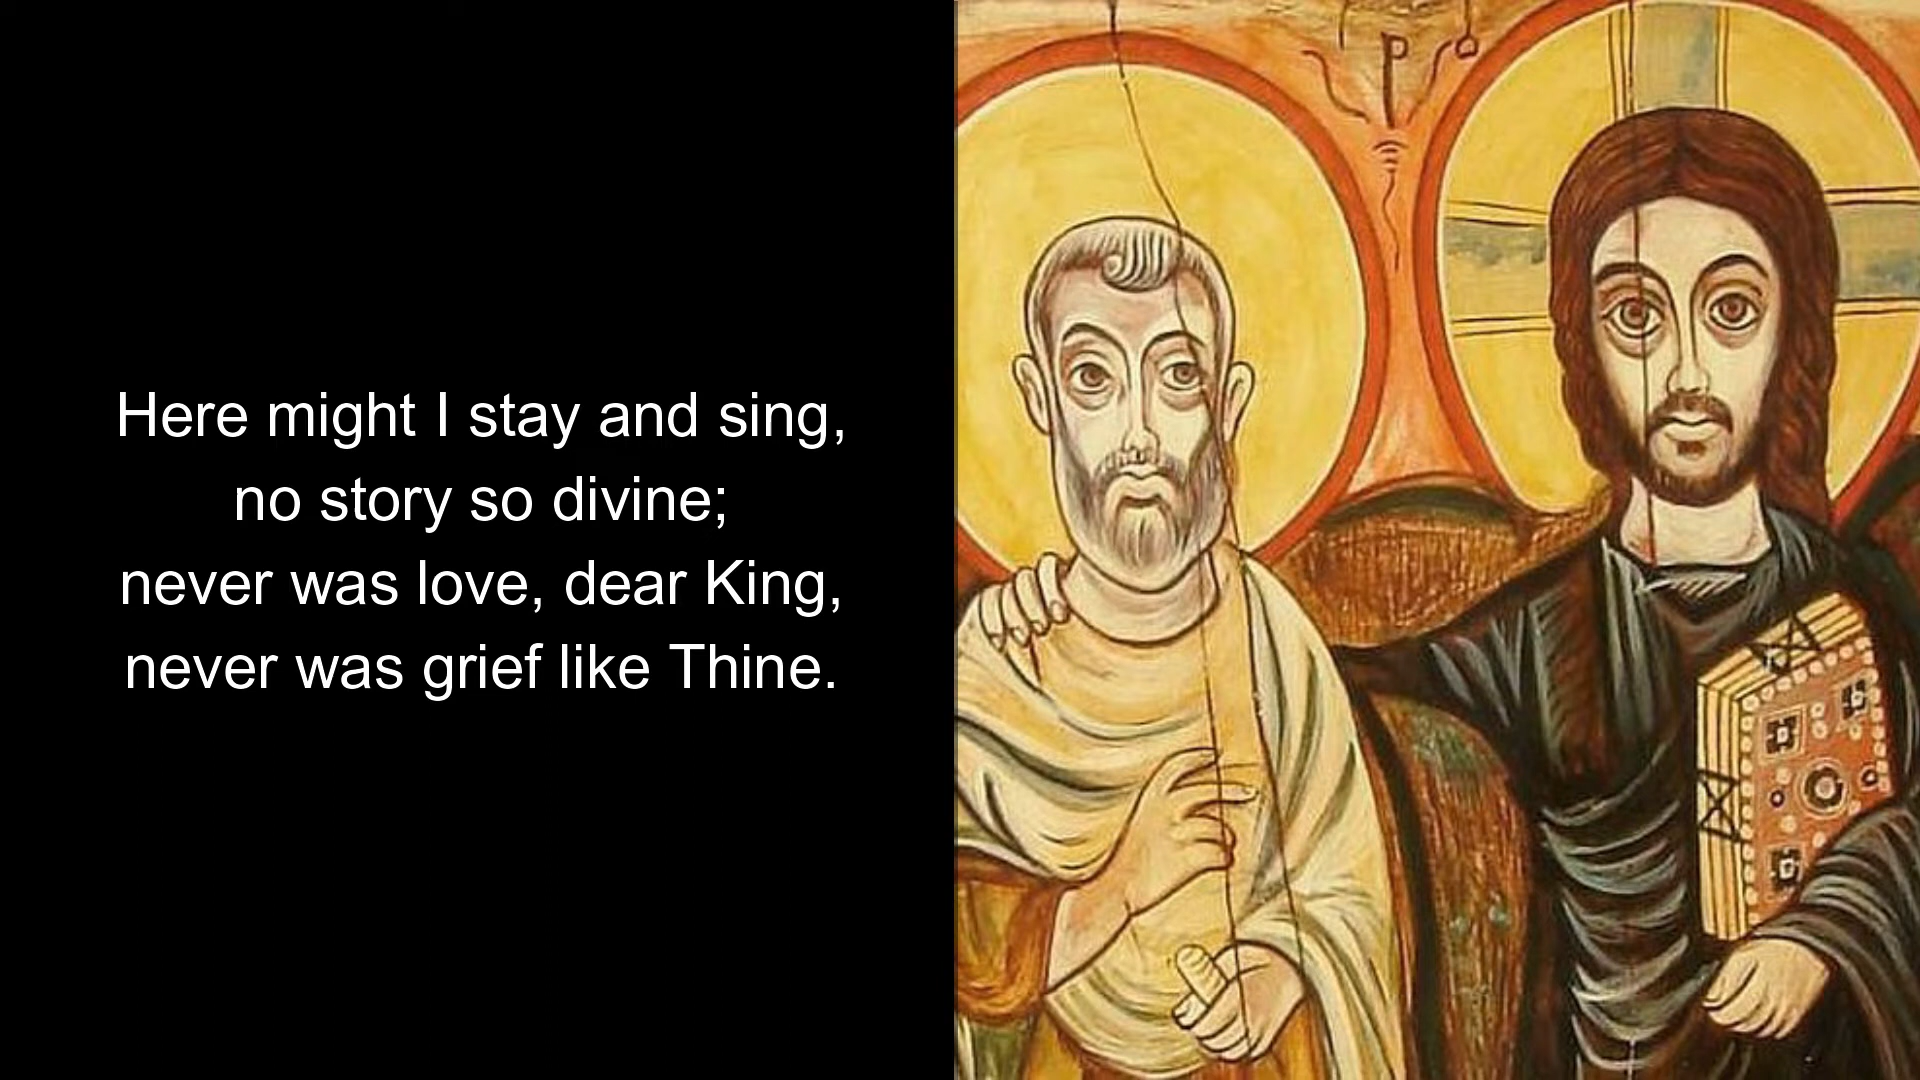 Here might I stay and sing,
no story so divine;
never was love, dear King,
never was grief like Thine.